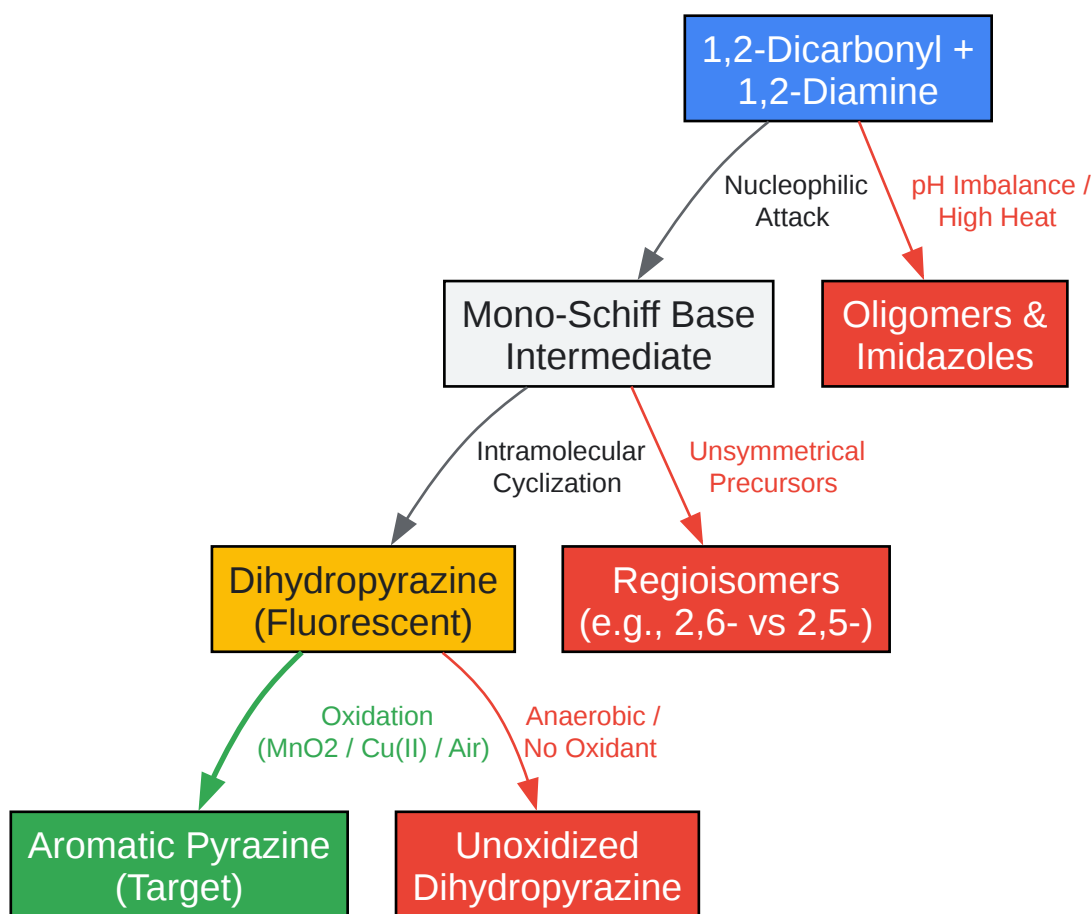 1,2-Dicarbonyl +
1,2-Diamine
Nucleophilic
Attack
pH Imbalance /
High Heat
Mono-Schiff Base
Intermediate
Oligomers &
Imidazoles
Intramolecular
Cyclization
Unsymmetrical
Precursors
Dihydropyrazine
(Fluorescent)
Regioisomers
(e.g., 2,6- vs 2,5-)
Oxidation
(MnO2 / Cu(II) / Air)
Anaerobic /
No Oxidant
Aromatic Pyrazine
(Target)
Unoxidized
Dihydropyrazine